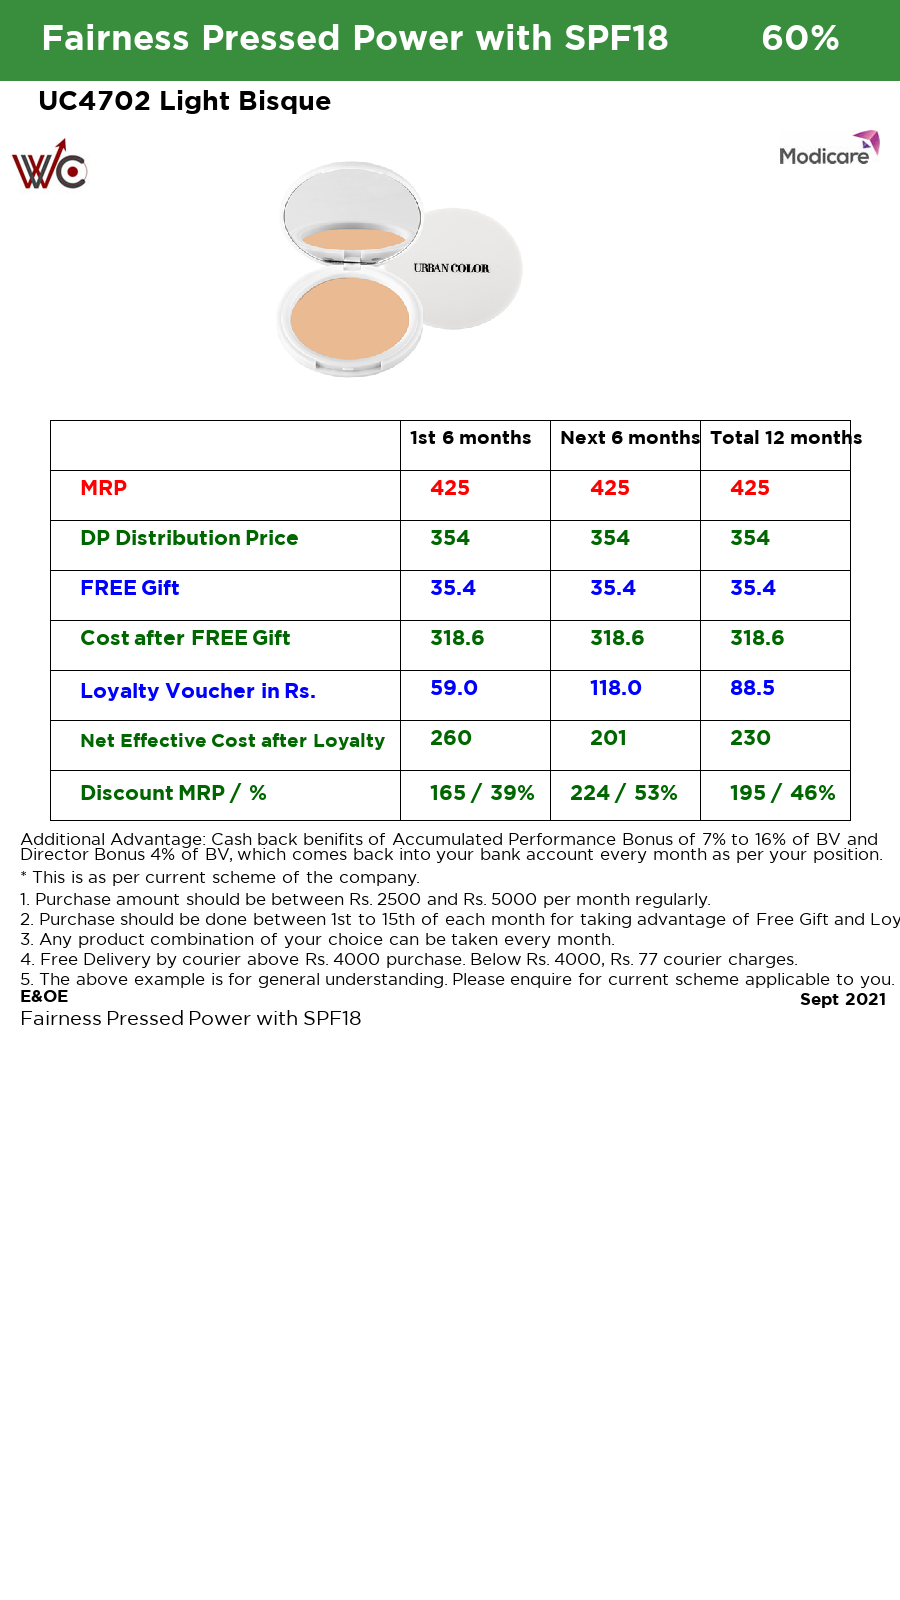 Fairness Pressed Power with SPF18 60%
UC4702 Light Bisque
WC
Modicare
URBAN COLOR
1st 6 months Next 6 months Total 12 months
MRP 425 425 425
DP Distribution Price 354 354 354
FREE Gift 35.4 35.4 35.4
Cost after FREE Gift 318.6 318.6 318.6
Loyalty Voucher in Rs. 59.0 118.0 88.5
Net Effective Cost after Loyalty 260 201 230
Discount MRP / % 165 / 39% 224 / 53% 195 / 46%
Additional Advantage: Cash back benifits of Accumulated Performance Bonus of 7% to 16% of BV and
Director Bonus 4% of BV, which comes back into your bank account every month as per your position.
* This is as per current scheme of the company.
1. Purchase amount should be between Rs. 2500 and Rs. 5000 per month regularly.
2. Purchase should be done between 1st to 15th of each month for taking advantage of Free Gift and Loy
3. Any product combination of your choice can be taken every month.
4. Free Delivery by courier above Rs. 4000 purchase. Below Rs. 4000, Rs. 77 courier charges.
5. The above example is for general understanding. Please enquire for current scheme applicable to you.
E&OE
Sept 2021
Fairness Pressed Power with SPF18